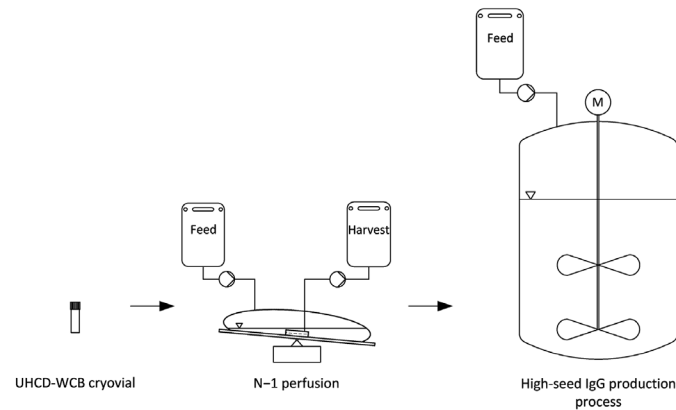 Feed
M
Feed
Harvest
UHCD-WCB cryovial
N–1 perfusion
High-seed IgG production
process